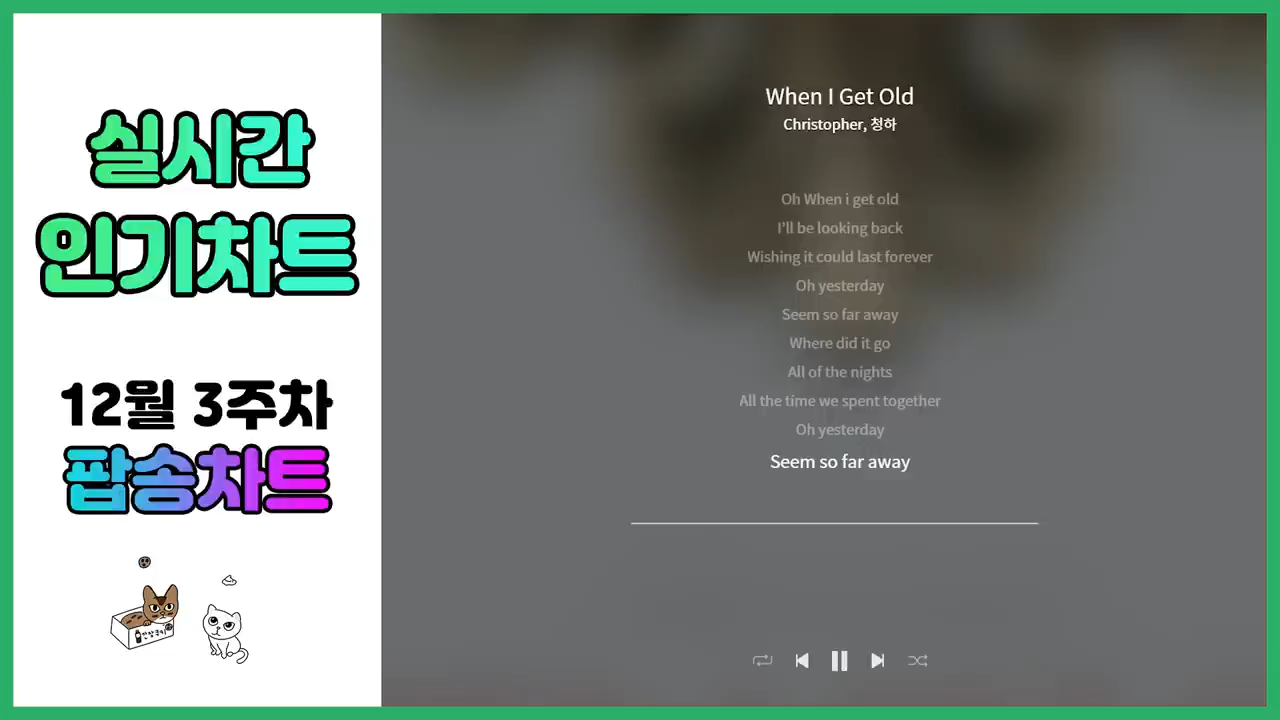 실시간
인기차트
12월 3주차
팝송차트
When I Get Old
Christopher, 청하
Oh When i get old
I'll be looking back
Wishing it could last forever
Oh yesterday
Seem so far away
Where did it go
All of the nights
All the time we spent together
Oh yesterday
Seem so far away